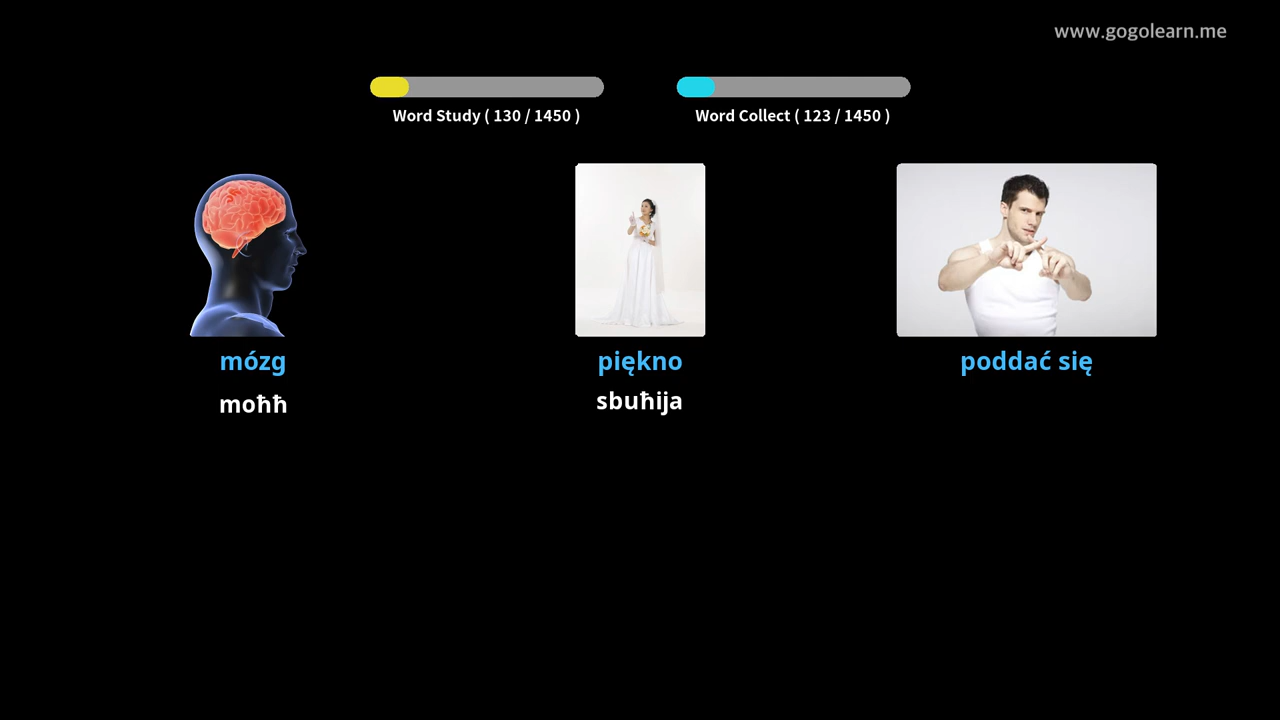 www.gogolearn.me
Word Study ( 130 / 1450 )
Word Collect ( 123 / 1450 )
mózg
piękno
poddać się
moħħ
sbuħija